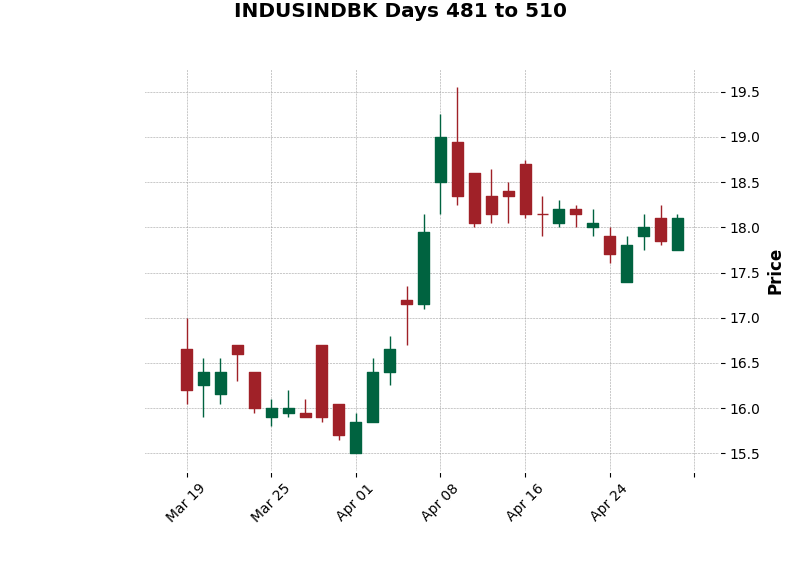 INDUSINDBK Days 481 to 510
19.5
19.0
18.5
18.0
17.5
17.0
16.5
16.0
15.5
Price
Mar 19
Mar 25
Apr 01
Apr 08
Apr 16
Apr 24